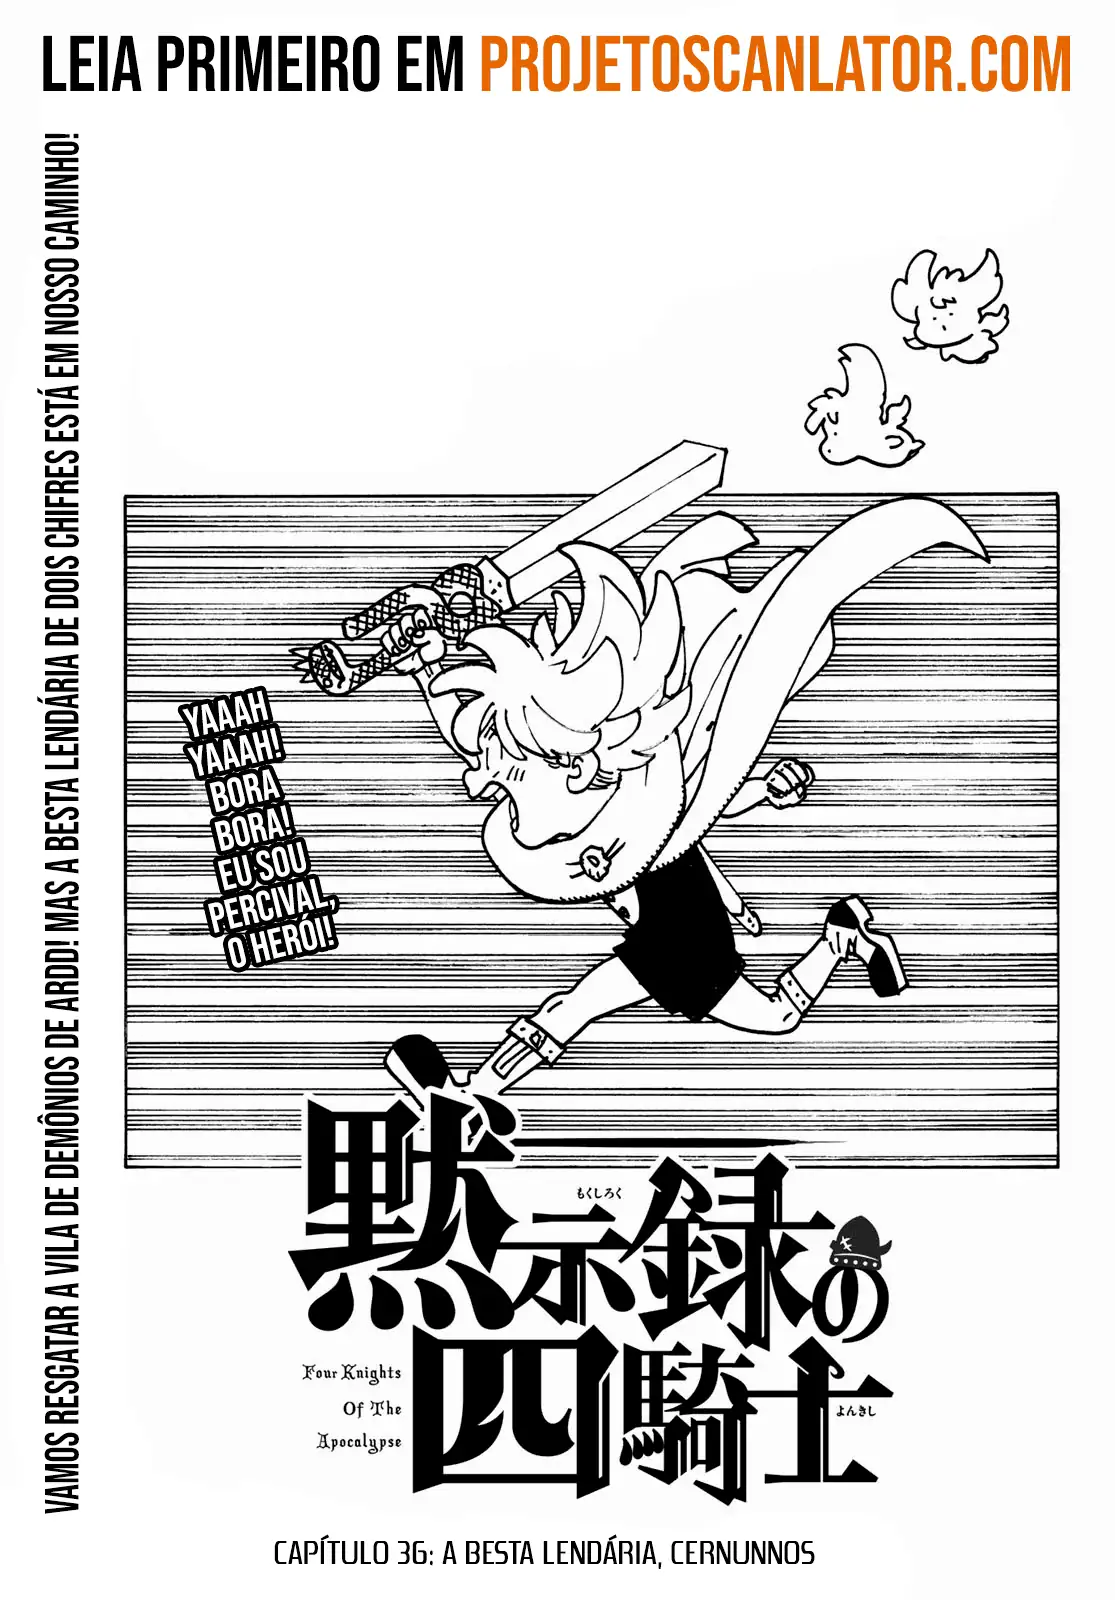 LEIA PRIMEIRO EM PROJETOSCANLATOR.COM
VAMOS RESGATAR A VILA DE DEMÔNIOS DE ARDD! MAS A BESTA LENDÁRIA DE DOIS CHIFRES ESTÁ EM NOSSO CAMINHO!
YAAAH
YAAAH!
BORA
BORA!
EU SOU
PERCIVAL,
O HERÓI!
黙示録の
もくしろく
四騎士
よんきし
Four Knights
Of The
Apocalypse
CAPÍTULO 36: A BESTA LENDÁRIA, CERNUNNOS